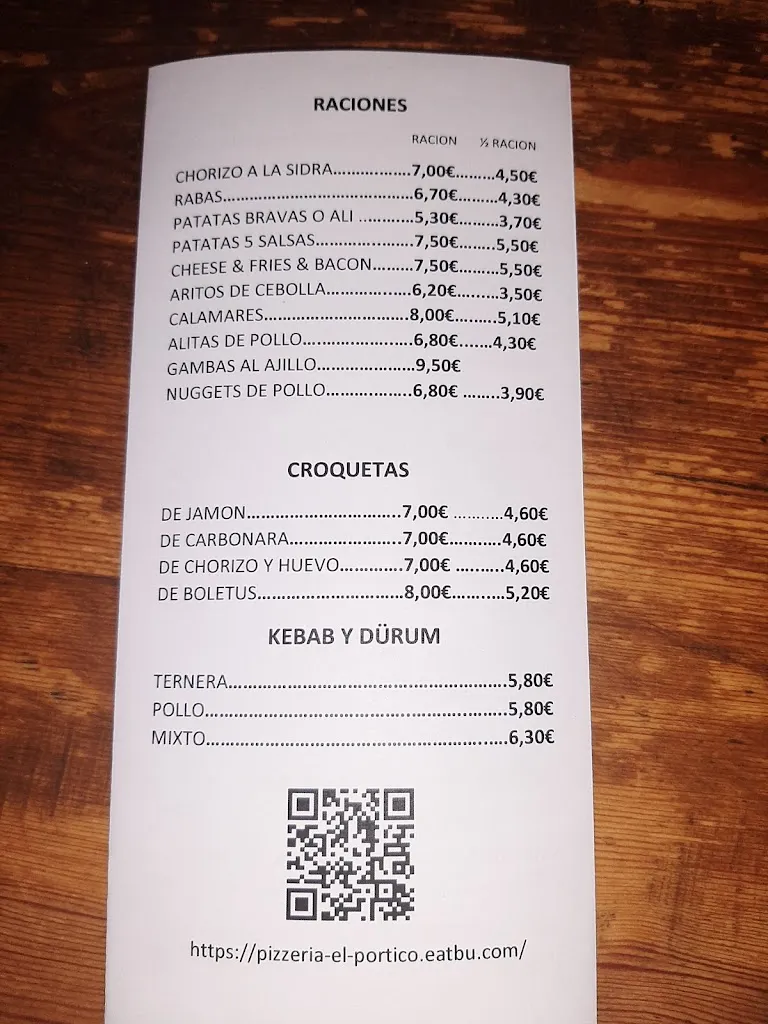 RACIONES
RACION ½ RACION
CHORIZO A LA SIDRA.................7,00€.........4,50€
RABAS.............................................6,70€.........4,30€
PATATAS BRAVAS O ALI ............5,30€.........3,70€
PATATAS 5 SALSAS.....................7,50€.......5,50€
CHEESE & FRIES & BACON.........7,50€.........5,50€
ARITOS DE CEBOLLA...................6,20€..........3,50€
CALAMARES................................8,00€..........5,10€
ALITAS DE POLLO........................6,80€.......4,30€
GAMBAS AL AJILLO.....................9,50€
NUGGETS DE POLLO...................6,80€ ........3,90€
CROQUETAS
DE JAMON..................................7,00€ ...........4,60€
DE CARBONARA.........................7,00€............4,60€
DE CHORIZO Y HUEVO..............7,00€ ..........4,60€
DE BOLETUS................................8,00€...........5,20€
KEBAB Y DÜRUM
TERNERA...............................................................5,80€
POLLO....................................................................5,80€
MIXTO....................................................................6,30€
https://pizzeria-el-portico.eatbu.com/